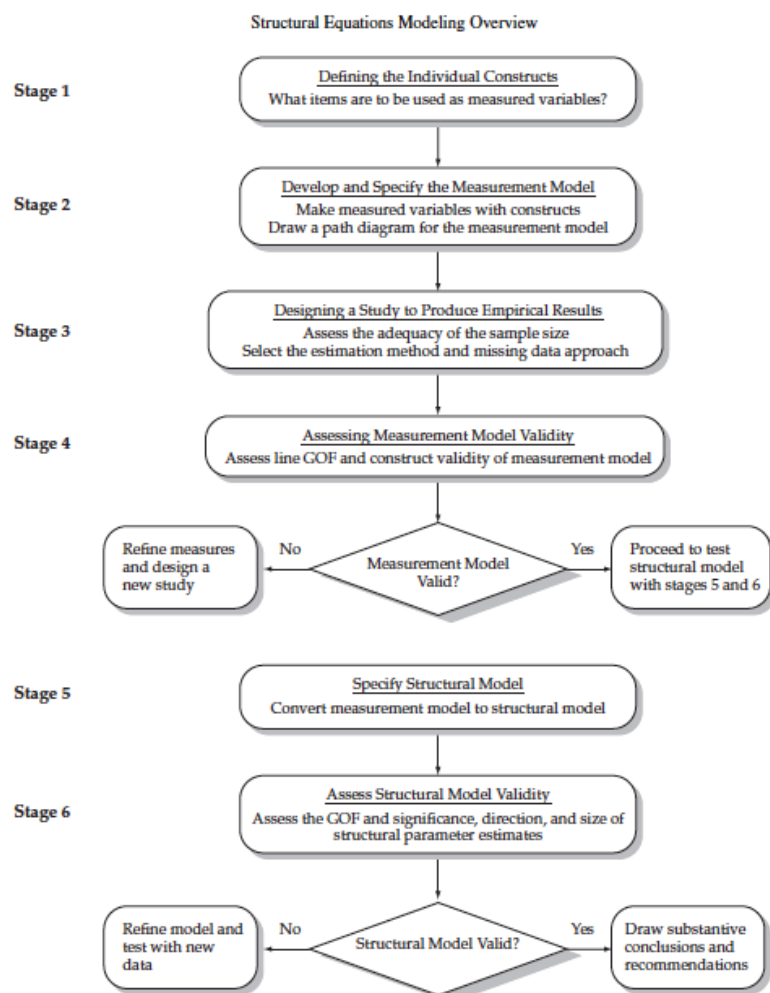 Structural Equations Modeling Overview
Stage 1
Defining the Individual Constructs
What items are to be used as measured variables?
Stage 2
Develop and Specify the Measurement Model
Make measured variables with constructs
Draw a path diagram for the measurement model
Stage 3
Designing a Study to Produce Empirical Results
Assess the adequacy of the sample size
Select the estimation method and missing data approach
Stage 4
Assessing Measurement Model Validity
Assess line GOF and construct validity of measurement model
Refine measures
and design a
new study
No
Measurement Model
Valid?
Yes
Proceed to test
structural model
with stages 5 and 6
Stage 5
Specify Structural Model
Convert measurement model to structural model
Stage 6
Assess Structural Model Validity
Assess the GOF and significance, direction, and size of
structural parameter estimates
Refine model and
test with new
data
No
Structural Model Valid?
Yes
Draw substantive
conclusions and
recommendations